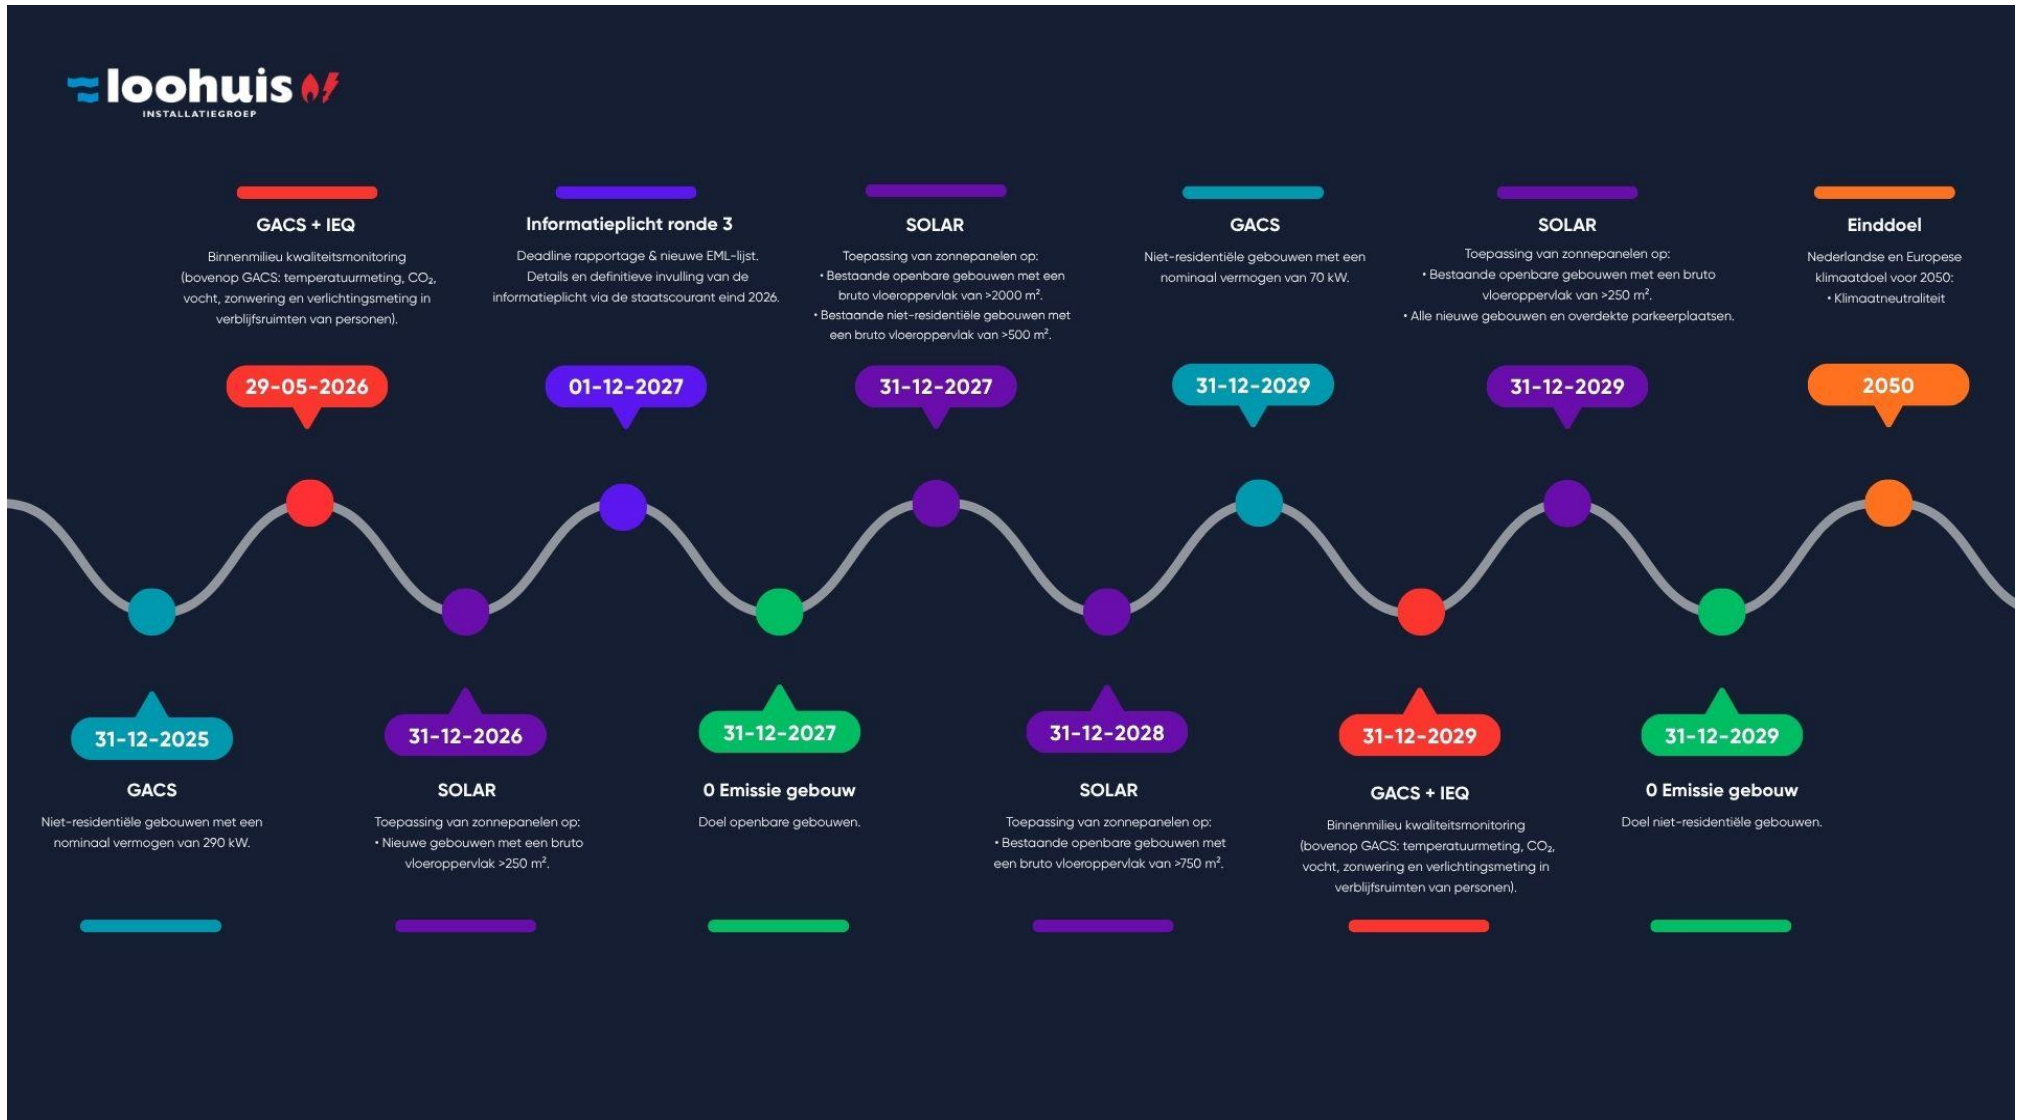 loohuis
INSTALLATIEGROEP
GACS + IEQ
Binnenmilieu kwaliteitsmonitoring
(bovenop GACS: temperatuurmeting, CO₂,
vocht, zonwering en verlichtingsmeting in
verblijfsruimten van personen).
29-05-2026
Informatieplicht ronde 3
Deadline rapportage & nieuwe EML-lijst.
Details en definitieve invulling van de
informatieplicht via de staatscourant eind 2026.
01-12-2027
SOLAR
Toepassing van zonnepanelen op:
• Bestaande openbare gebouwen met een
bruto vloeroppervlak van >2000 m².
• Bestaande niet-residentiële gebouwen met
een bruto vloeroppervlak van >500 m².
31-12-2027
GACS
Niet-residentiële gebouwen met een
nominaal vermogen van 70 kW.
31-12-2029
SOLAR
Toepassing van zonnepanelen op:
• Bestaande openbare gebouwen met een bruto
vloeroppervlak van >250 m².
• Alle nieuwe gebouwen en overdekte parkeerplaatsen.
31-12-2029
Einddoel
Nederlandse en Europese
klimaatdoel voor 2050:
• Klimaatneutraliteit
2050
31-12-2025
GACS
Niet-residentiële gebouwen met een
nominaal vermogen van 290 kW.
31-12-2026
SOLAR
Toepassing van zonnepanelen op:
• Nieuwe gebouwen met een bruto
vloeroppervlak >250 m².
31-12-2027
0 Emissie gebouw
Doel openbare gebouwen.
31-12-2028
SOLAR
Toepassing van zonnepanelen op:
• Bestaande openbare gebouwen met
een bruto vloeroppervlak van >750 m².
31-12-2029
GACS + IEQ
Binnenmilieu kwaliteitsmonitoring
(bovenop GACS: temperatuurmeting, CO₂,
vocht, zonwering en verlichtingsmeting in
verblijfsruimten van personen).
31-12-2029
0 Emissie gebouw
Doel niet-residentiële gebouwen.